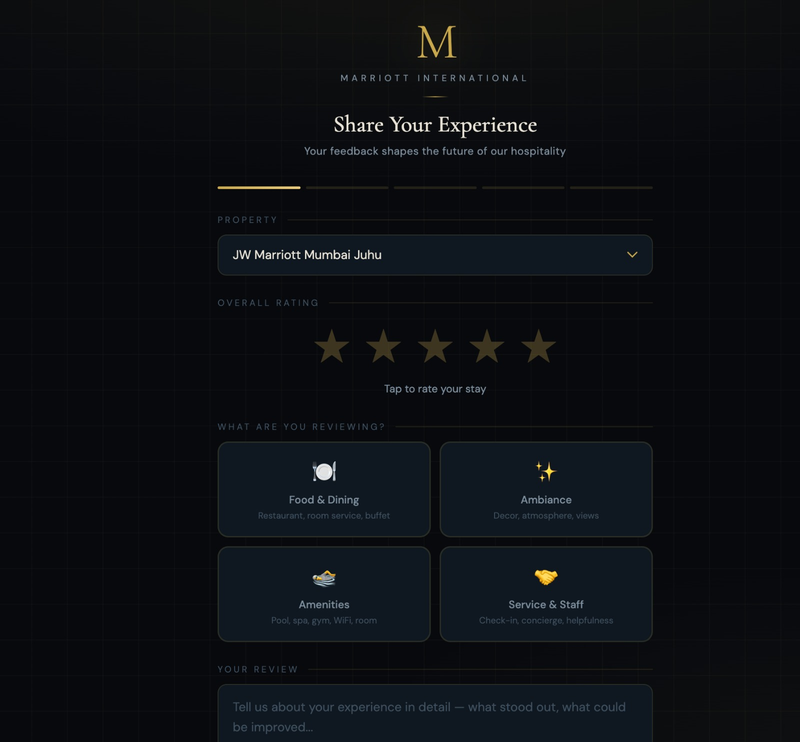 M
MARRIOTT INTERNATIONAL
Share Your Experience
Your feedback shapes the future of our hospitality
PROPERTY
JW Marriott Mumbai Juhu
OVERALL RATING
Tap to rate your stay
WHAT ARE YOU REVIEWING?
Food & Dining
Restaurant, room service, buffet
Ambiance
Decor, atmosphere, views
Amenities
Pool, spa, gym, WiFi, room
Service & Staff
Check-in, concierge, helpfulness
YOUR REVIEW
Tell us about your experience in detail — what stood out, what could
be improved...